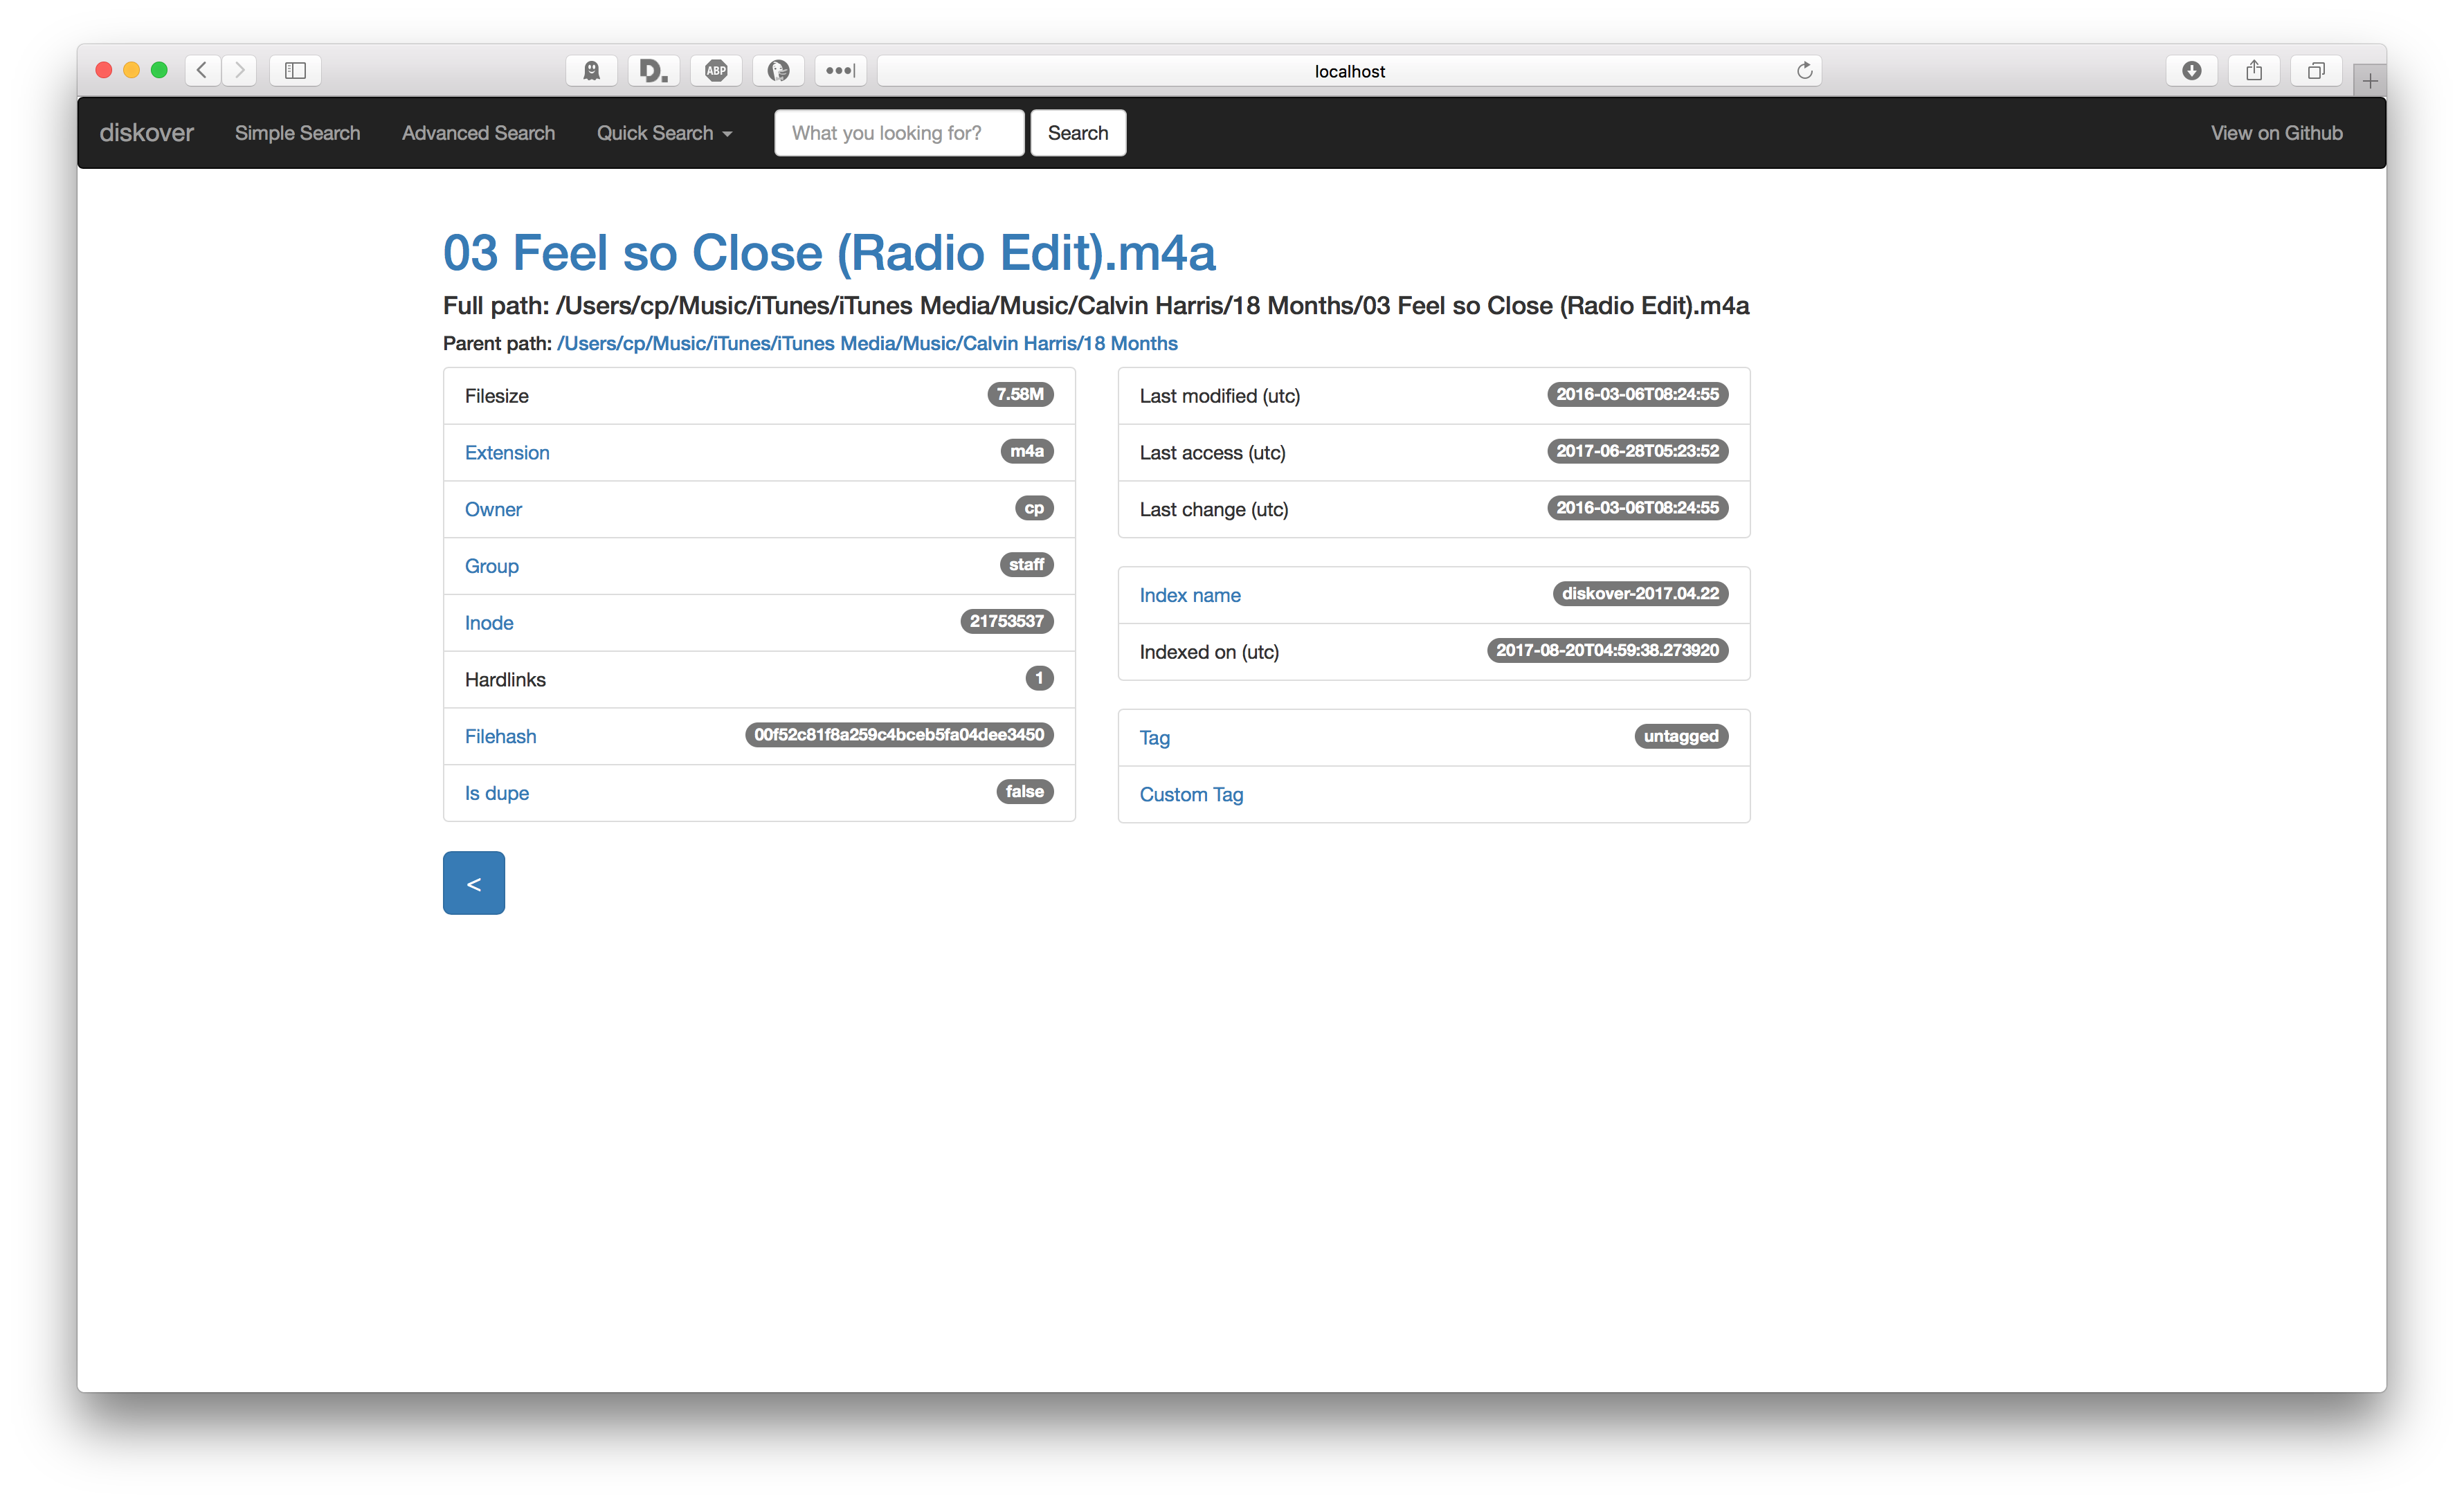 D.
ABP
localhost
diskover Simple Search Advanced Search Quick Search What you looking for? Search View on Github
03 Feel so Close (Radio Edit).m4a
Full path: /Users/cp/Music/iTunes/iTunes Media/Music/Calvin Harris/18 Months/03 Feel so Close (Radio Edit).m4a
Parent path: /Users/cp/Music/iTunes/iTunes Media/Music/Calvin Harris/18 Months
Filesize 7.58M
Extension m4a
Owner cp
Group staff
Inode 21753537
Hardlinks 1
Filehash 00f52c81f8a259c4bceb5fa04dee3450
Is dupe false
Last modified (utc) 2016-03-06T08:24:55
Last access (utc) 2017-06-28T05:23:52
Last change (utc) 2016-03-06T08:24:55
Index name diskover-2017.04.22
Indexed on (utc) 2017-08-20T04:59:38.273920
Tag untagged
Custom Tag
<